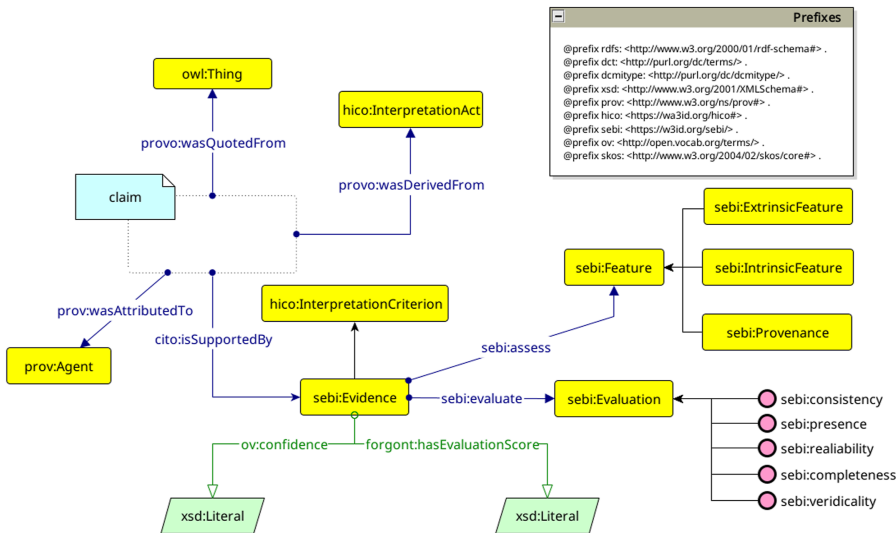 Prefixes
@prefix rdfs: <http://www.w3.org/2000/01/rdf-schema#> .
@prefix dct: <http://purl.org/dc/terms/> .
@prefix dcmitype: <http://purl.org/dc/dcmitype/> .
@prefix xsd: <http://www.w3.org/2001/XMLSchema#> .
@prefix prov: <http://www.w3.org/ns/prov#> .
@prefix hico: <https://wa3id.org/hico#> .
@prefix sebi: <https://w3id.org/sebi/> .
@prefix ov: <http://open.vocab.org/terms/> .
@prefix skos: <http://www.w3.org/2004/02/skos/core#> .
owl:Thing
hico:InterpretationAct
provo:wasQuotedFrom
provo:wasDerivedFrom
claim
sebi:ExtrinsicFeature
sebi:Feature
sebi:IntrinsicFeature
sebi:Provenance
hico:InterpretationCriterion
prov:wasAttributedTo
cito:isSupportedBy
sebi:assess
prov:Agent
sebi:Evidence
sebi:evaluate
sebi:Evaluation
sebi:consistency
sebi:presence
sebi:realiability
sebi:completeness
sebi:veridicality
ov:confidence
forgont:hasEvaluationScore
xsd:Literal
xsd:Literal